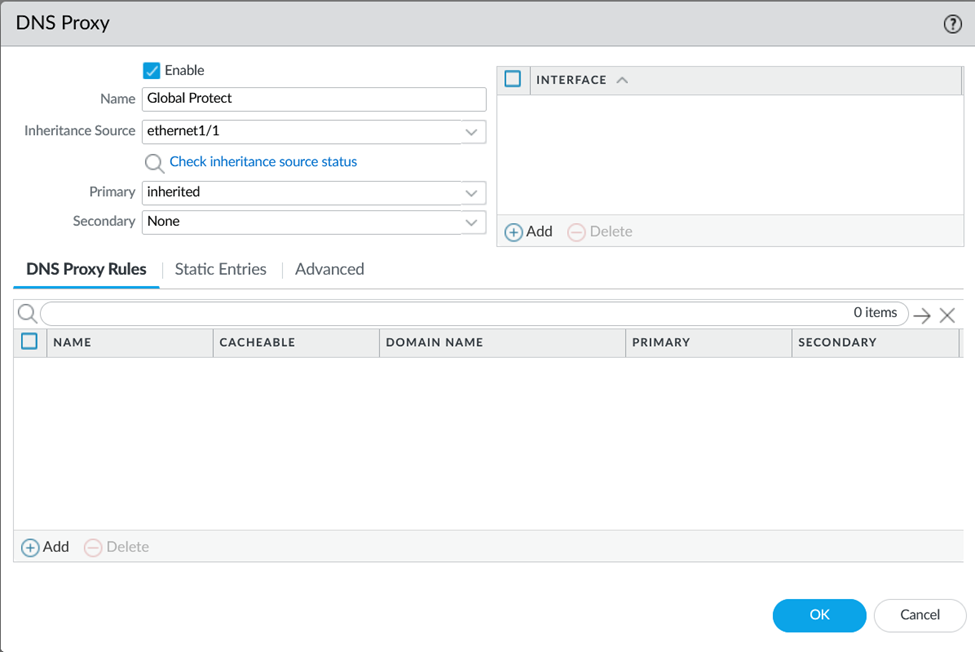 DNS Proxy
Enable
Name Global Protect
Inheritance Source ethernet1/1
Check inheritance source status
Primary inherited
Secondary None
INTERFACE
Add Delete
DNS Proxy Rules Static Entries Advanced
0 items
NAME CACHEABLE DOMAIN NAME PRIMARY SECONDARY
Add Delete
OK Cancel